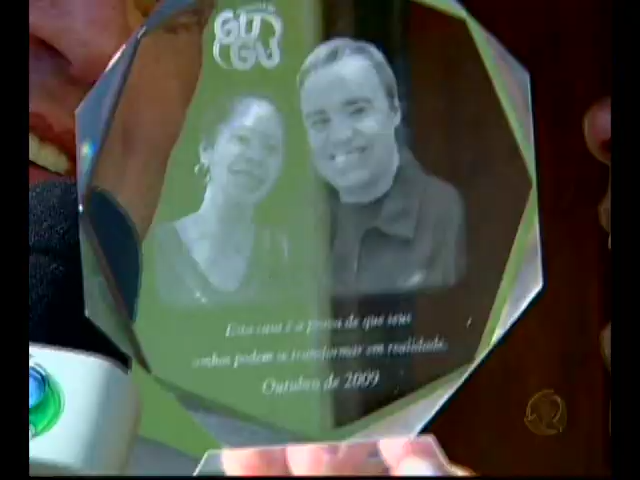 GU
GU
Esta casa é a prova de que seus
sonhos podem se transformar em realidade.
Outubro de 2009